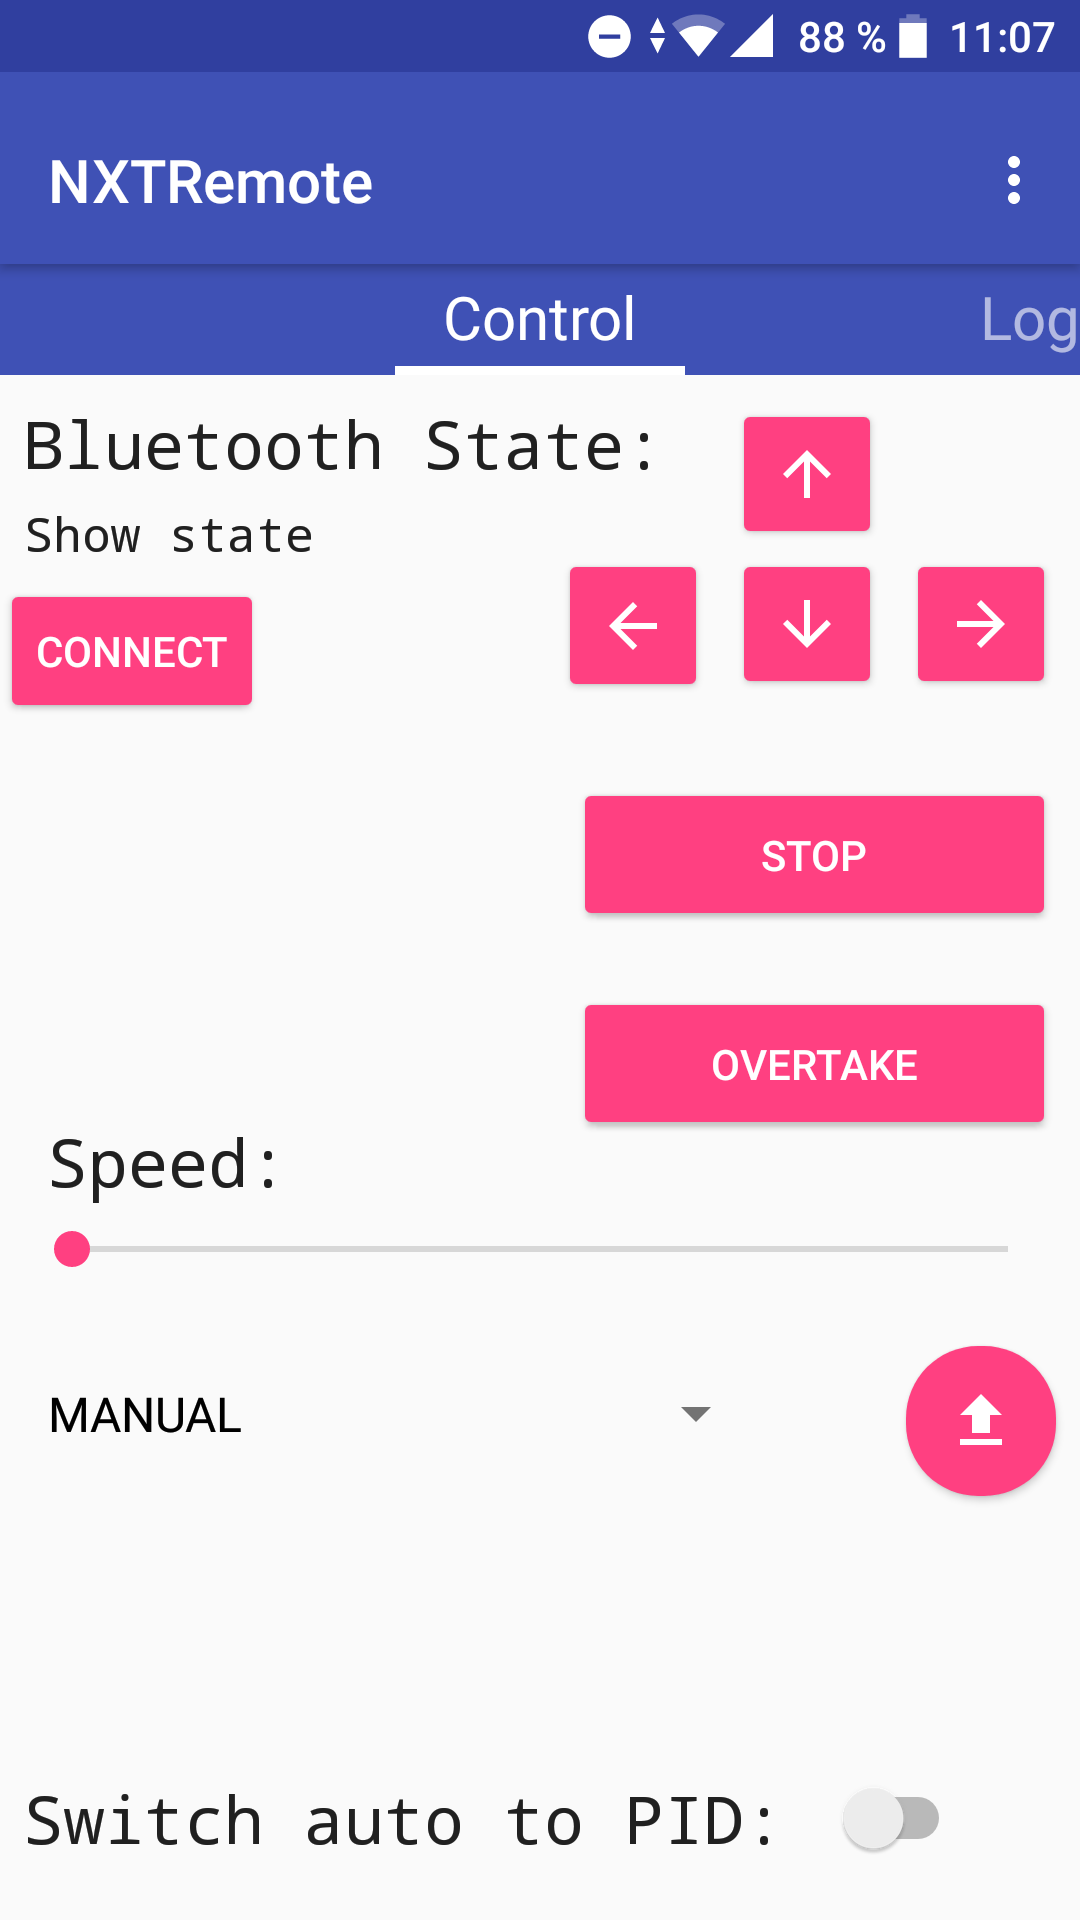 88 % 11:07
NXTRemote
Control Log
Bluetooth State:
Show state
CONNECT
STOP
OVERTAKE
Speed:
MANUAL
Switch auto to PID: